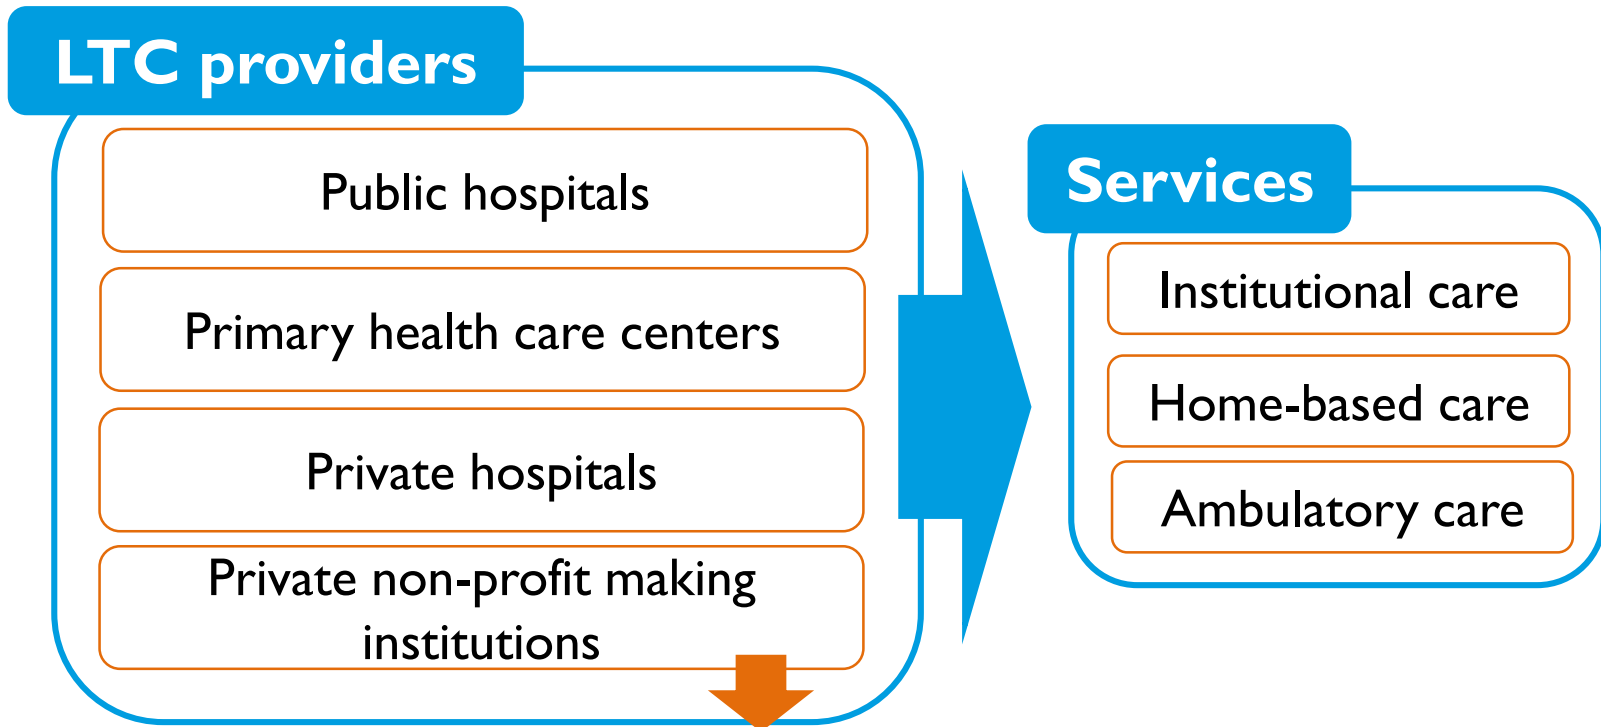 LTC providers
Public hospitals
Primary health care centers
Private hospitals
Private non-profit making
institutions
Services
Institutional care
Home-based care
Ambulatory care